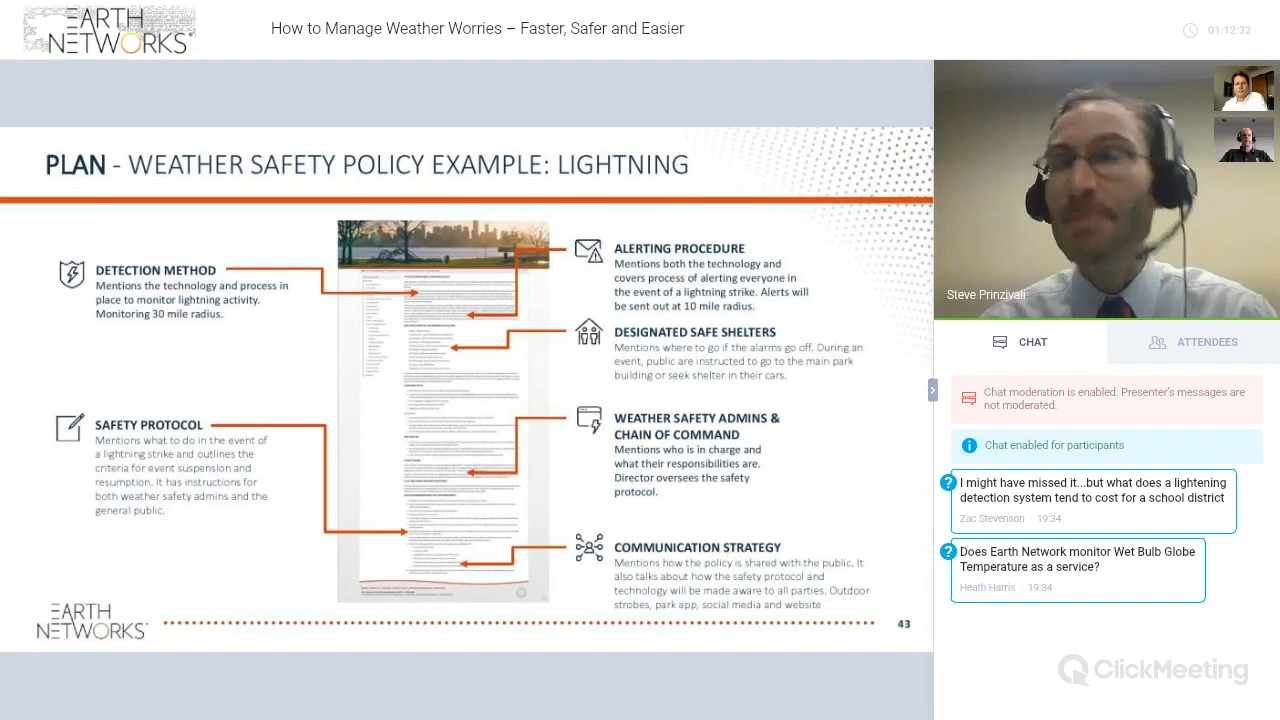 EARTH
NETWORKS
How to Manage Weather Worries – Faster, Safer and Easier
01:12:32
PLAN - WEATHER SAFETY POLICY EXAMPLE: LIGHTNING
DETECTION METHOD
Mentions the technology and process in
place to monitor lightning activity.
Monitoring 30 mile radius.
SAFETY PROTOCOL
Mentions what to do in the event of
a lightning strike and outlines the
criteria for event suspension and
resumption. It has instructions for
both weather safety admins and the
general public.
ALERTING PROCEDURE
Mentions both the technology and
covers process of alerting everyone in
the event of a lightning strike. Alerts will
be sent out at 10 mile radius.
DESIGNATED SAFE SHELTERS
Mentions where to go if the alarms go off. During an
event, public are instructed to go to the main park
building or seek shelter in their cars.
WEATHER SAFETY ADMINS &
CHAIN OF COMMAND
Mentions who is in charge and
what their responsibilities are.
Director oversees the safety
protocol.
COMMUNICATION STRATEGY
Mentions how the policy is shared with the public. It
also talks about how the safety protocol and
technology will be made aware to all parties. Outdoor
strobes, park app, social media and website
EARTH
NETWORKS
43
Steve Prinzivalli
CHAT
ATTENDEES
Chat moderation is enabled. Presenter's messages are
not moderated.
Chat enabled for participants
I might have missed it...but what does a lightening
detection system tend to cost for a school district
Zac Stevenson 19:34
Does Earth Network monitor Wet Bulb Globe
Temperature as a service?
Heath Harris 19:34
ClickMeeting